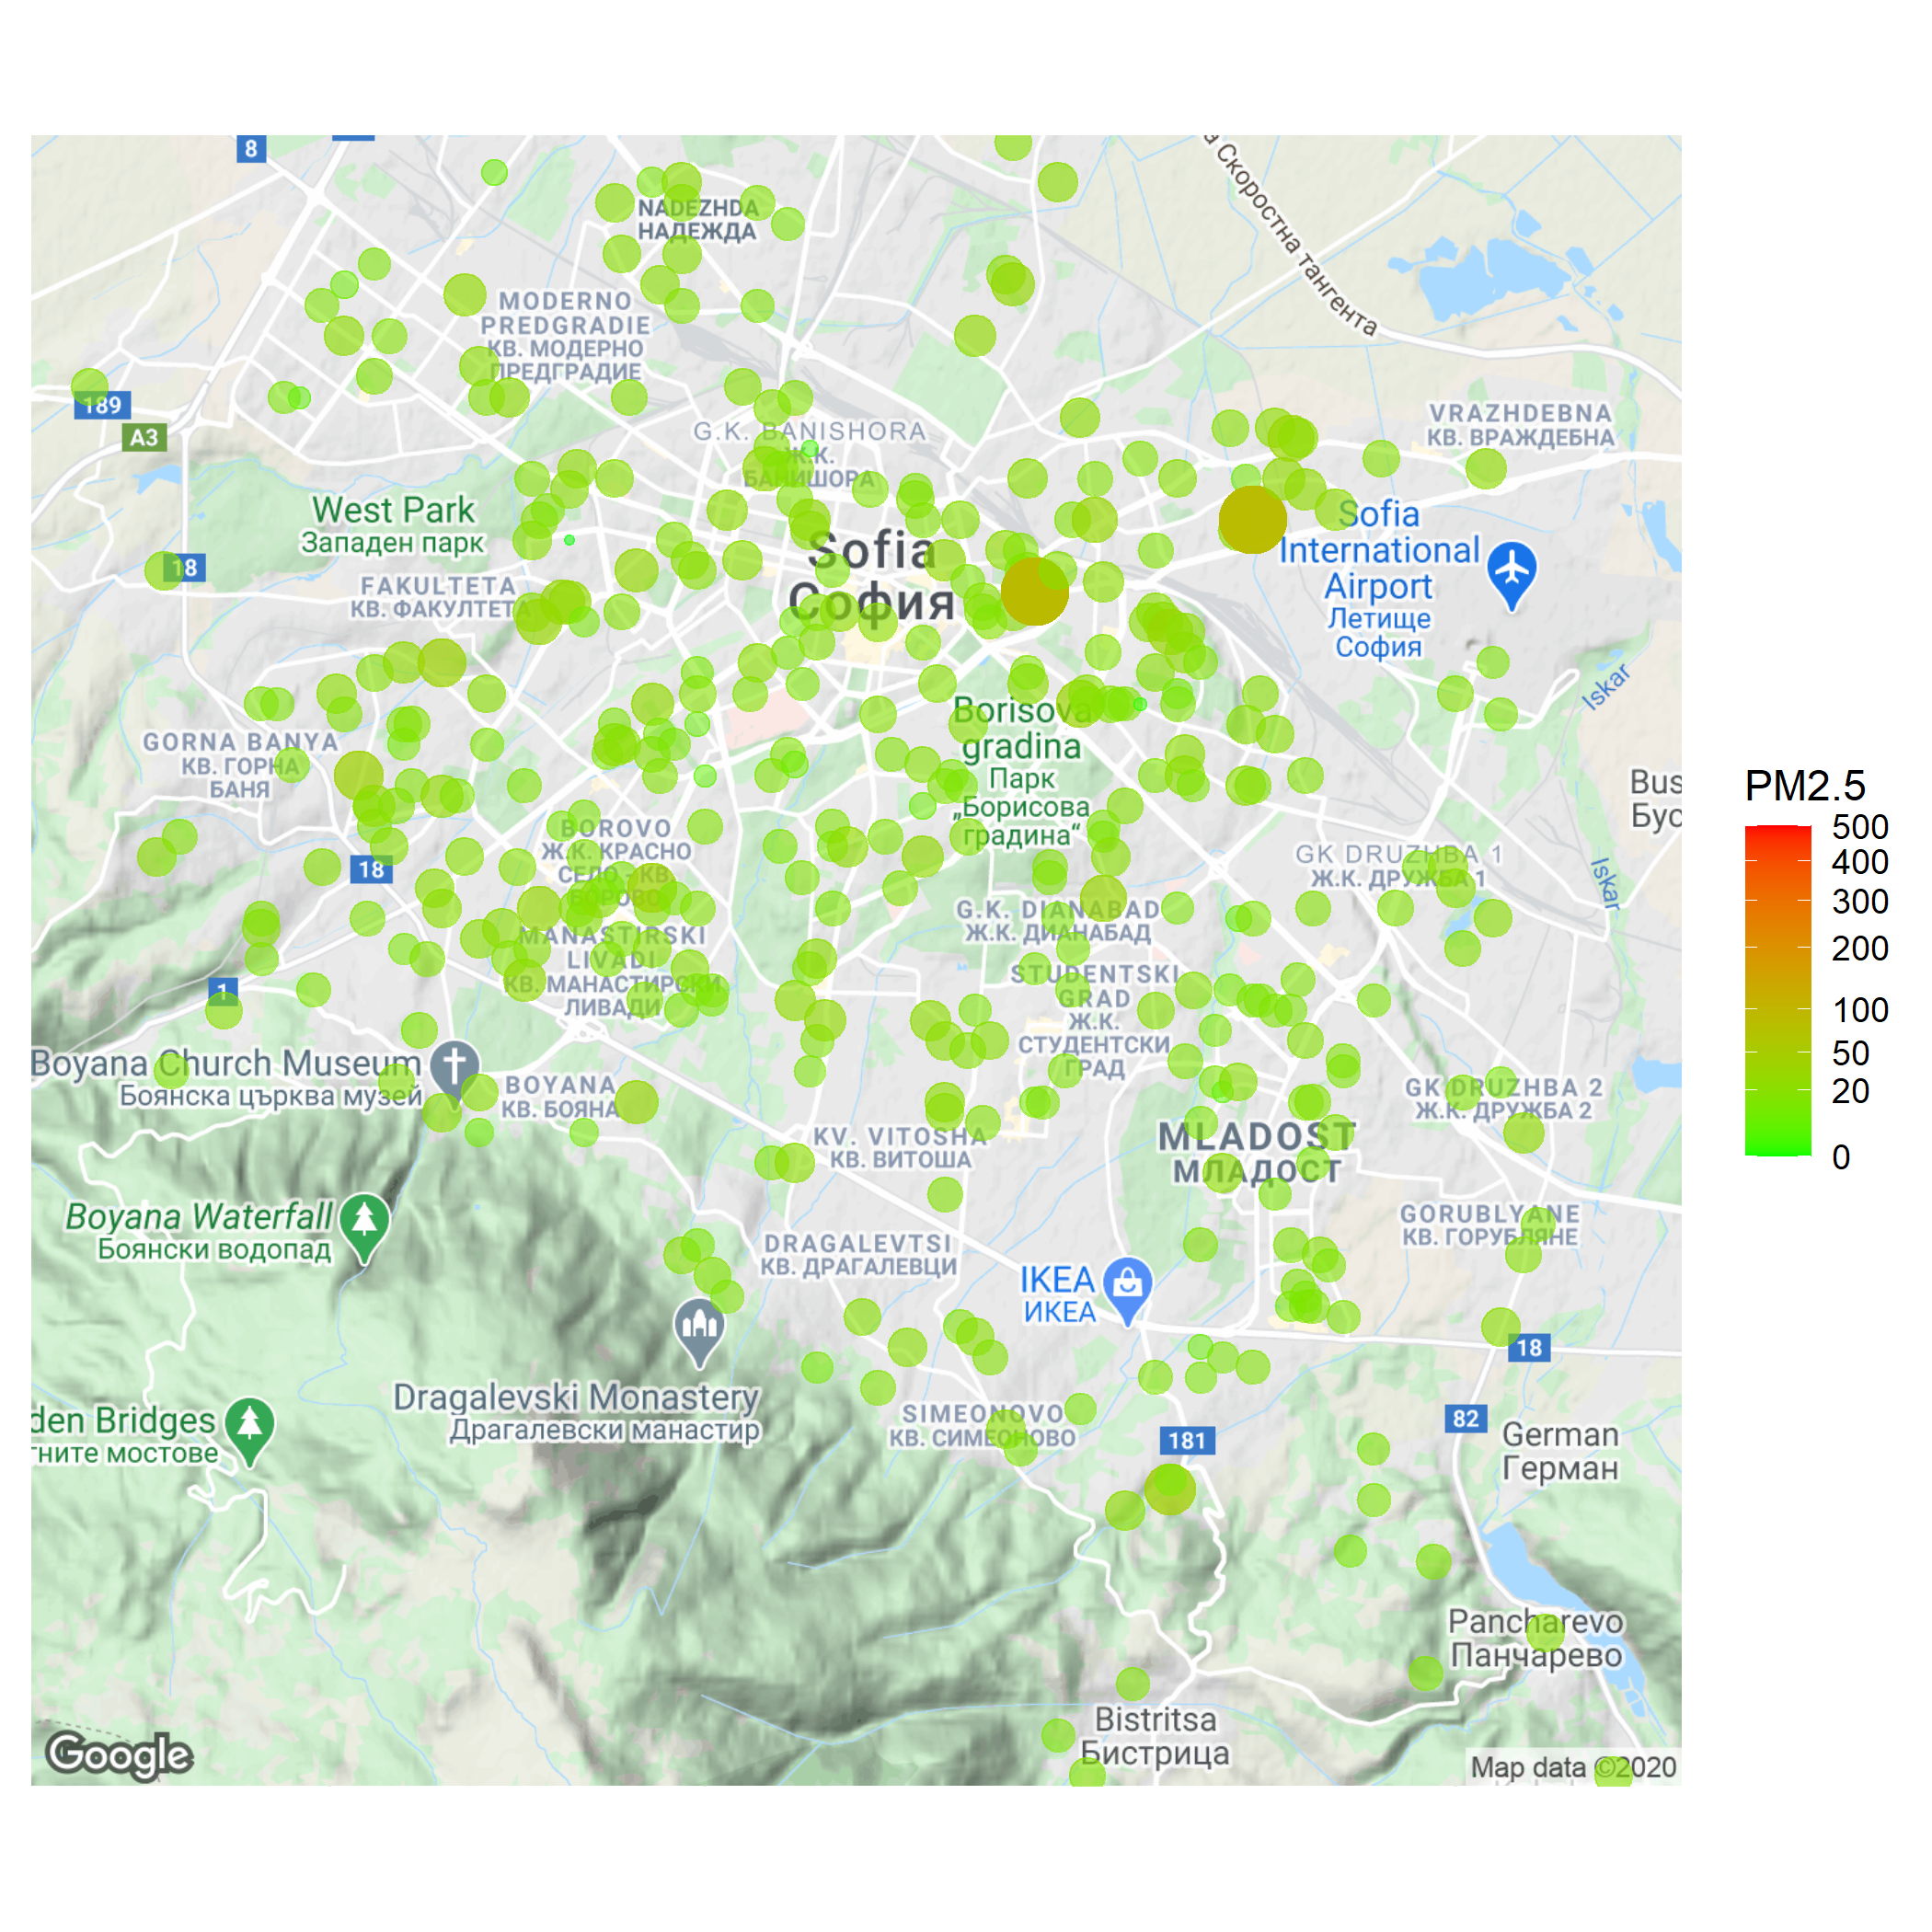 8
а Скоростна тангента
NADEZHDA
НАДЕЖДА
MODERNO
PREDGRADIE
КВ. МОДЕРНО
ПРЕДГРАДИЕ
189
A3
G.K. BANISHORA
Ж.К.
БАНИШОРА
VRAZHDEBNA
КВ. ВРАЖДЕБНА
West Park
Западен парк
18
FAKULTETA
КВ. ФАКУЛТЕТА
Sofia
София
Sofia
International
Airport
Летище
София
Iskar
GORNA BANYA
КВ. ГОРНА
БАНЯ
Borisova
gradina
Парк
„Борисова
градина“
Bus
Бус
PM2.5
500
400
300
200
100
50
20
0
BOROVO
Ж.К. КРАСНО
СЕЛО - КВ.
БОРОВО
18
GK DRUZHBA 1
Ж.К. ДРУЖБА 1
Iskar
G.K. DIANABAD
Ж.К. ДИАНАБАД
MANASTIRSKI
LIVADI
КВ. МАНАСТИРСКИ
ЛИВАДИ
STUDENTSKI
GRAD
Ж.К.
СТУДЕНТСКИ
ГРАД
1
Boyana Church Museum
Боянска църква музей
BOYANA
КВ. БОЯНА
GK DRUZHBA 2
Ж.К. ДРУЖБА 2
KV. VITOSHA
КВ. ВИТОША
MLADOST
МЛАДОСТ
Boyana Waterfall
Боянски водопад
DRAGALEVTSI
КВ. ДРАГАЛЕВЦИ
GORUBLYANE
КВ. ГОРУБЛЯНЕ
IKEA
ИКЕА
18
Dragalevski Monastery
Драгалевски манастир
den Bridges
гните мостове
SIMEONOVO
КВ. СИМЕОНОВО
181
82
German
Герман
Pancharevo
Панчарево
Bistritsa
Бистрица
Google
Map data ©2020